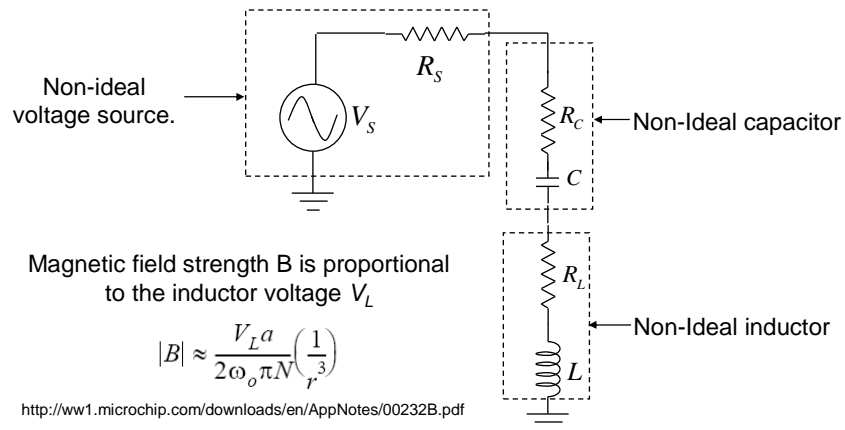 R_S
Non-ideal
voltage source.
V_S
R_C
Non-Ideal capacitor
C
Magnetic field strength B is proportional
to the inductor voltage V_L
R_L
Non-Ideal inductor
|B| ≈ V_L a / 2ω_o πN (1 / r^3)
L
http://ww1.microchip.com/downloads/en/AppNotes/00232B.pdf